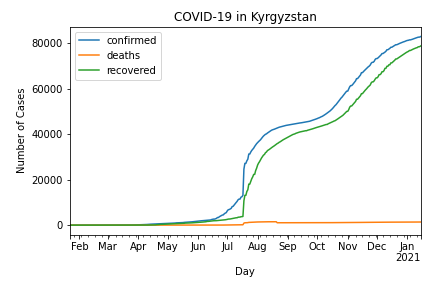 COVID-19 in Kyrgyzstan
confirmed
deaths
recovered
Number of Cases
80000
60000
40000
20000
0
Feb Mar Apr May Jun Jul Aug Sep Oct Nov Dec Jan
2021
Day